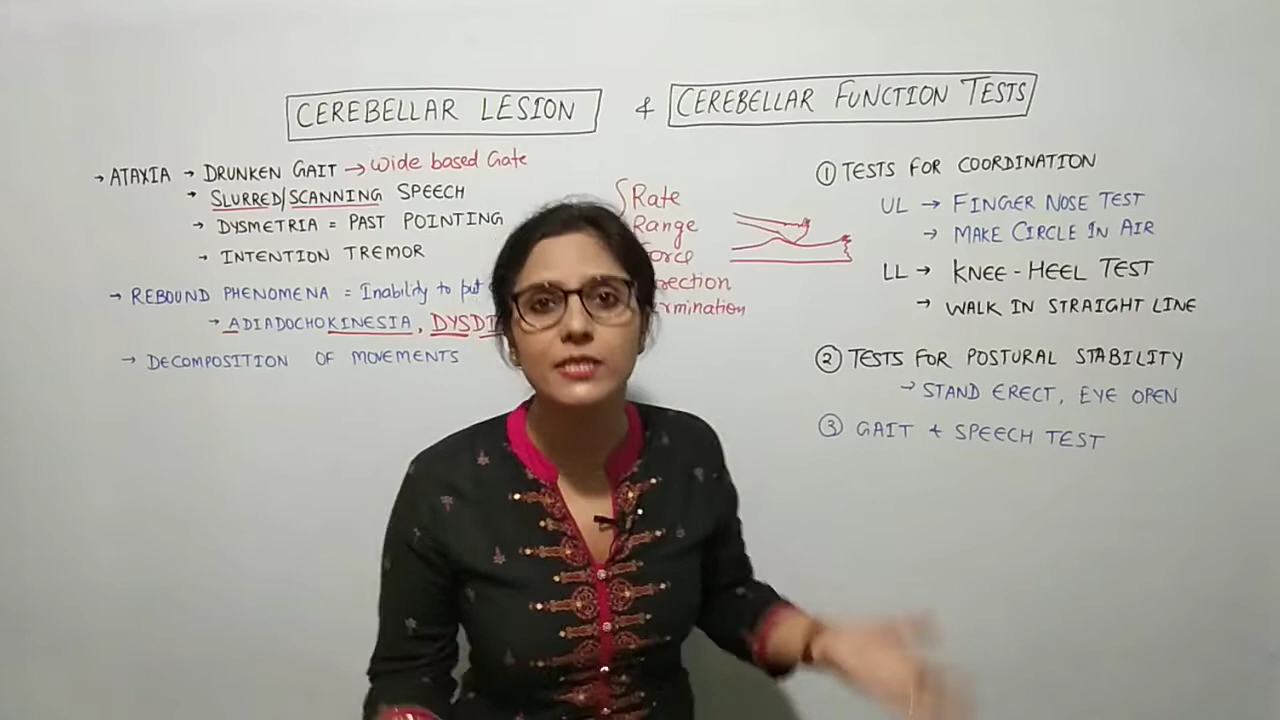 CEREBELLAR LESION & CEREBELLAR FUNCTION TESTS
→ ATAXIA → DRUNKEN GAIT → Wide based Gate
→ SLURRED/SCANNING SPEECH
→ DYSMETRIA = PAST POINTING
→ INTENTION TREMOR
→ REBOUND PHENOMENA = Inability to put
→ ADIADOCHOKINESIA,
→ DECOMPOSITION OF MOVEMENTS
Rate
Range
① TESTS FOR COORDINATION
UL → FINGER NOSE TEST
→ MAKE CIRCLE IN AIR
LL → KNEE-HEEL TEST
→ WALK IN STRAIGHT LINE
② TESTS FOR POSTURAL STABILITY
→ STAND ERECT, EYE OPEN
③ GAIT + SPEECH TEST